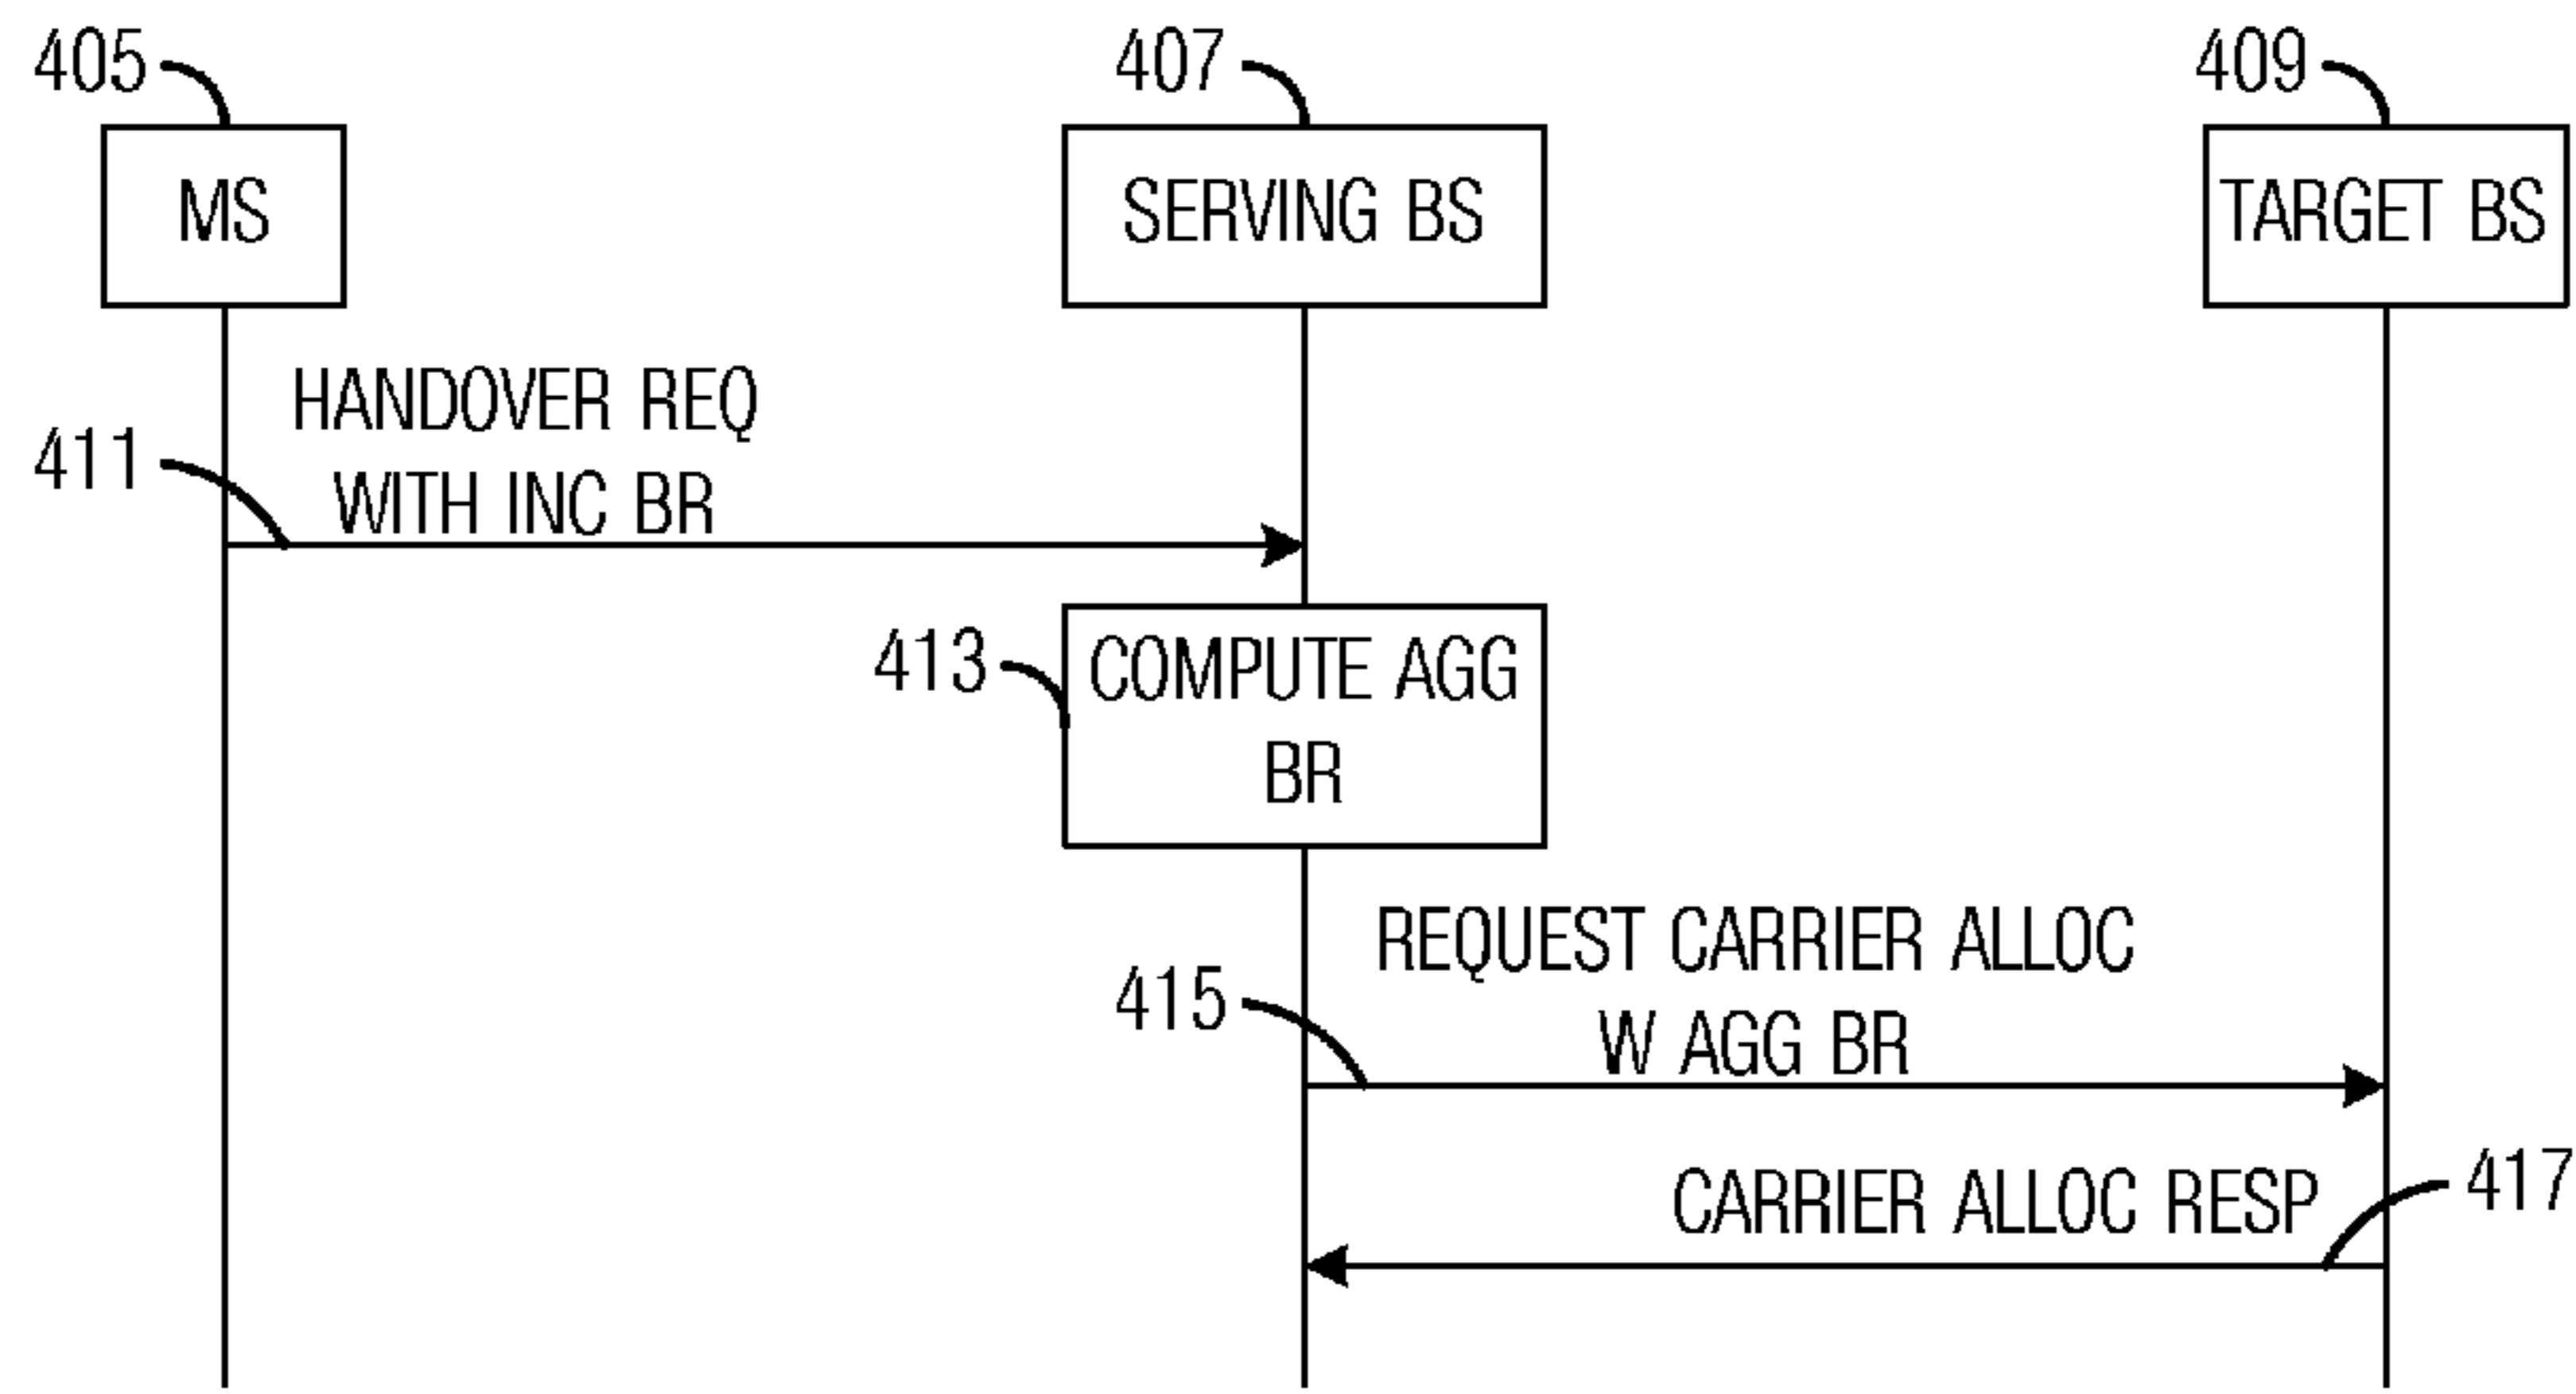 405
407
409
MS
SERVING BS
TARGET BS
HANDOVER REQ
411
WITH INC BR
413
COMPUTE AGG
BR
REQUEST CARRIER ALLOC
415
W AGG BR
CARRIER ALLOC RESP
417